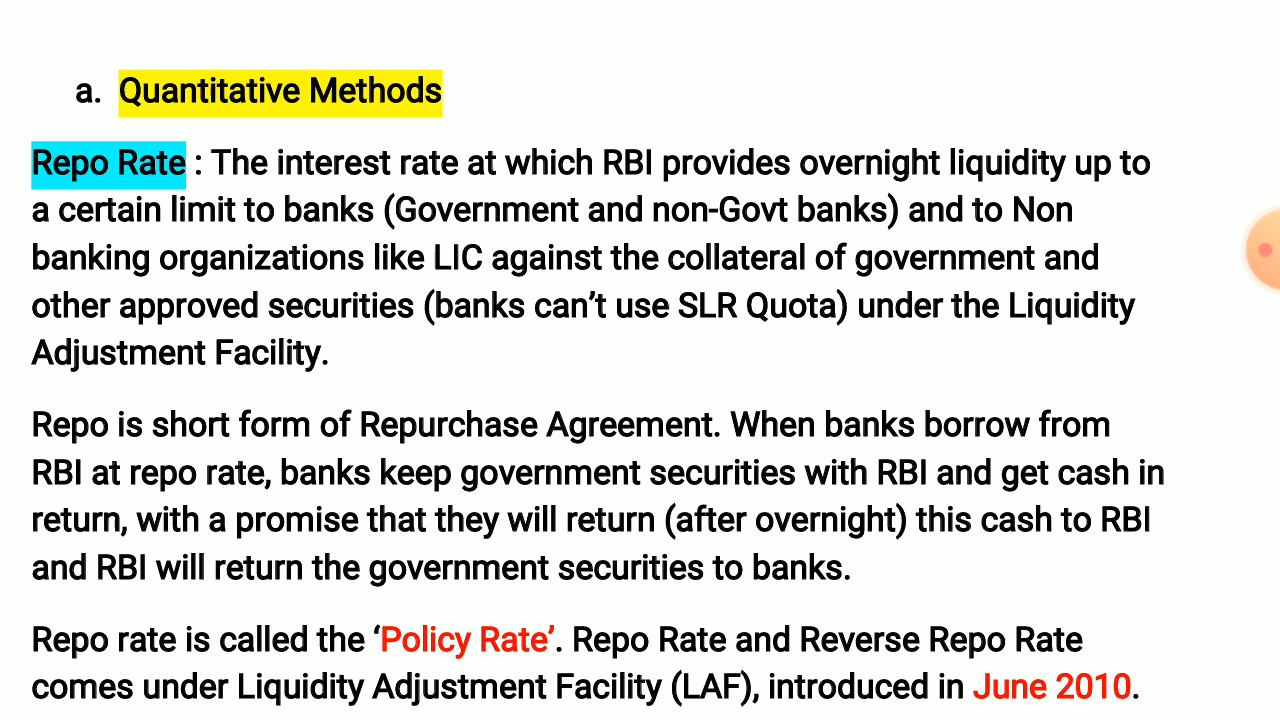 a. Quantitative Methods
Repo Rate : The interest rate at which RBI provides overnight liquidity up to
a certain limit to banks (Government and non-Govt banks) and to Non
banking organizations like LIC against the collateral of government and
other approved securities (banks can’t use SLR Quota) under the Liquidity
Adjustment Facility.
Repo is short form of Repurchase Agreement. When banks borrow from
RBI at repo rate, banks keep government securities with RBI and get cash in
return, with a promise that they will return (after overnight) this cash to RBI
and RBI will return the government securities to banks.
Repo rate is called the ‘Policy Rate’. Repo Rate and Reverse Repo Rate
comes under Liquidity Adjustment Facility (LAF), introduced in June 2010.